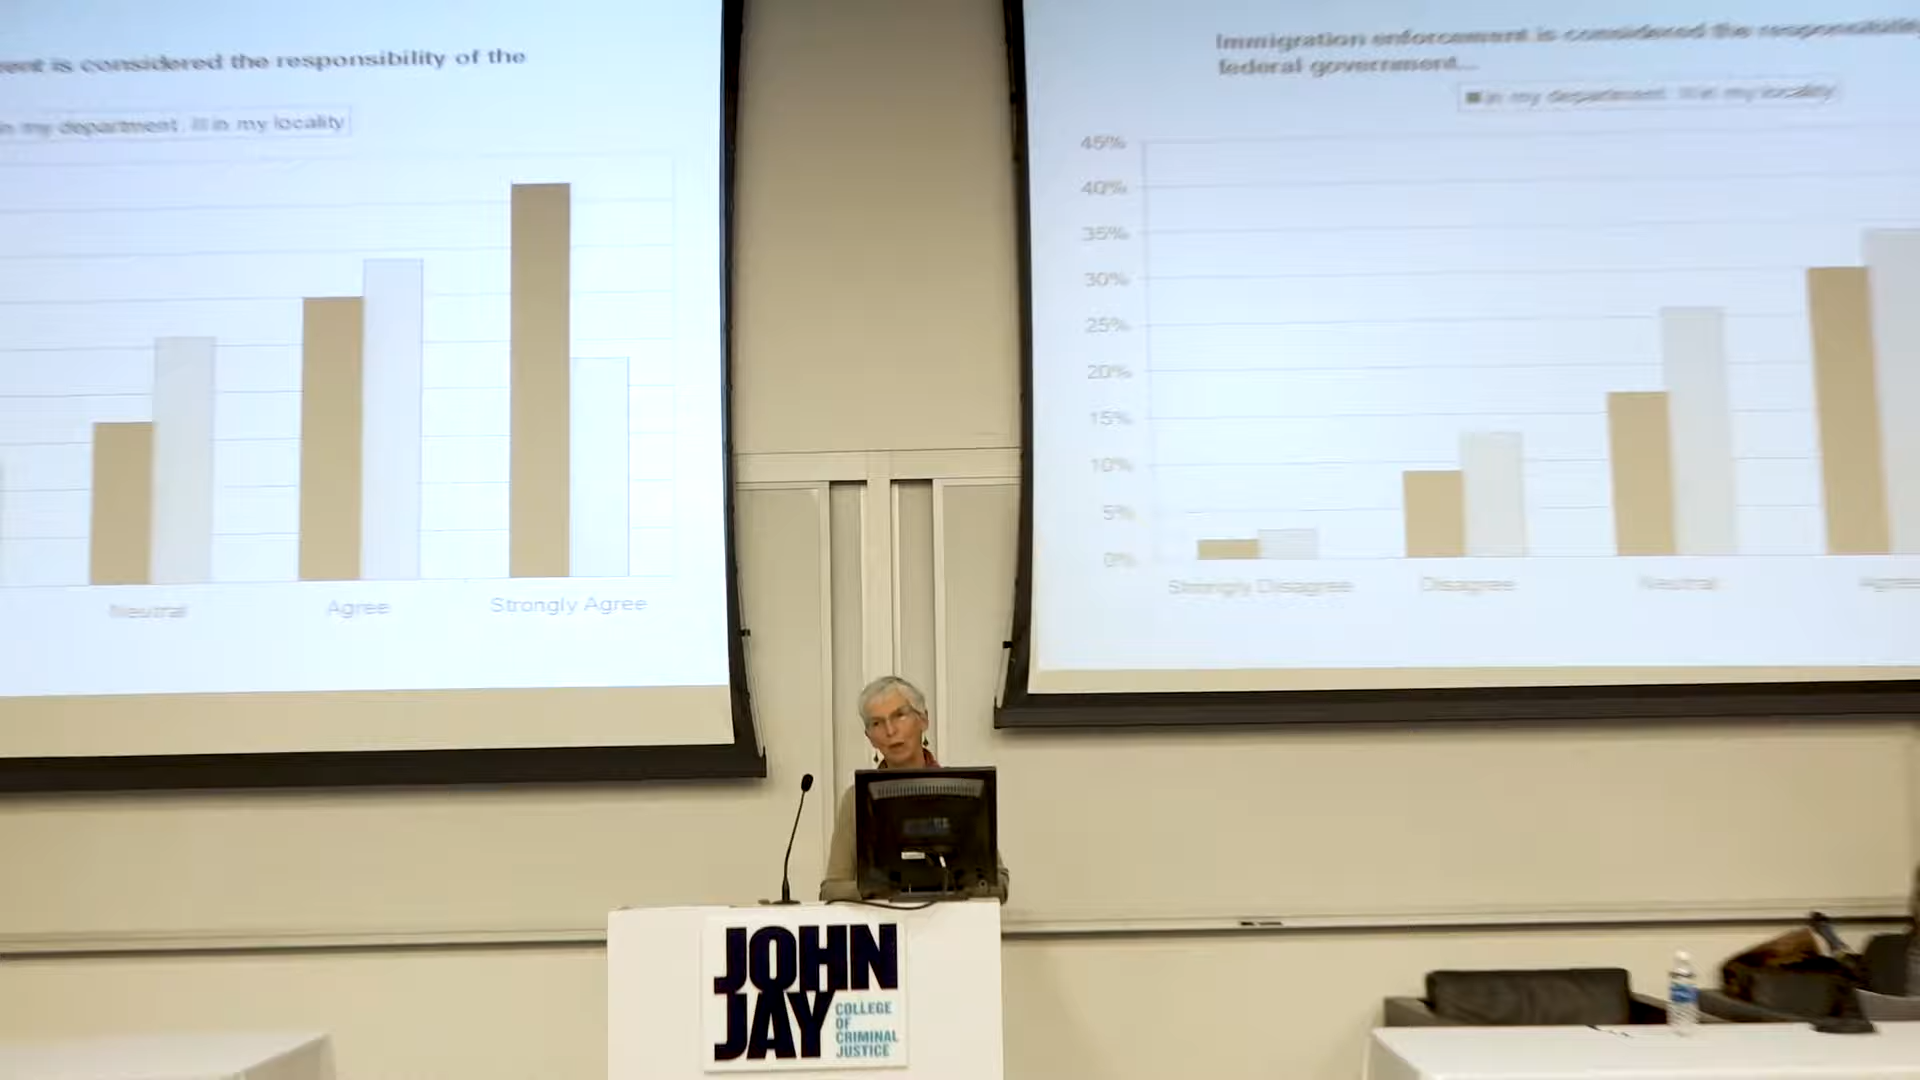 ent is considered the responsibility of the
in my department in my locality
Neutral
Agree
Strongly Agree
Immigration enforcement is considered the responsibility
federal government...
in my department in my locality
45%
40%
35%
30%
25%
20%
15%
10%
5%
0%
Strongly Disagree
Disagree
Neutral
Agree
JOHN
JAY
COLLEGE
OF
CRIMINAL
JUSTICE